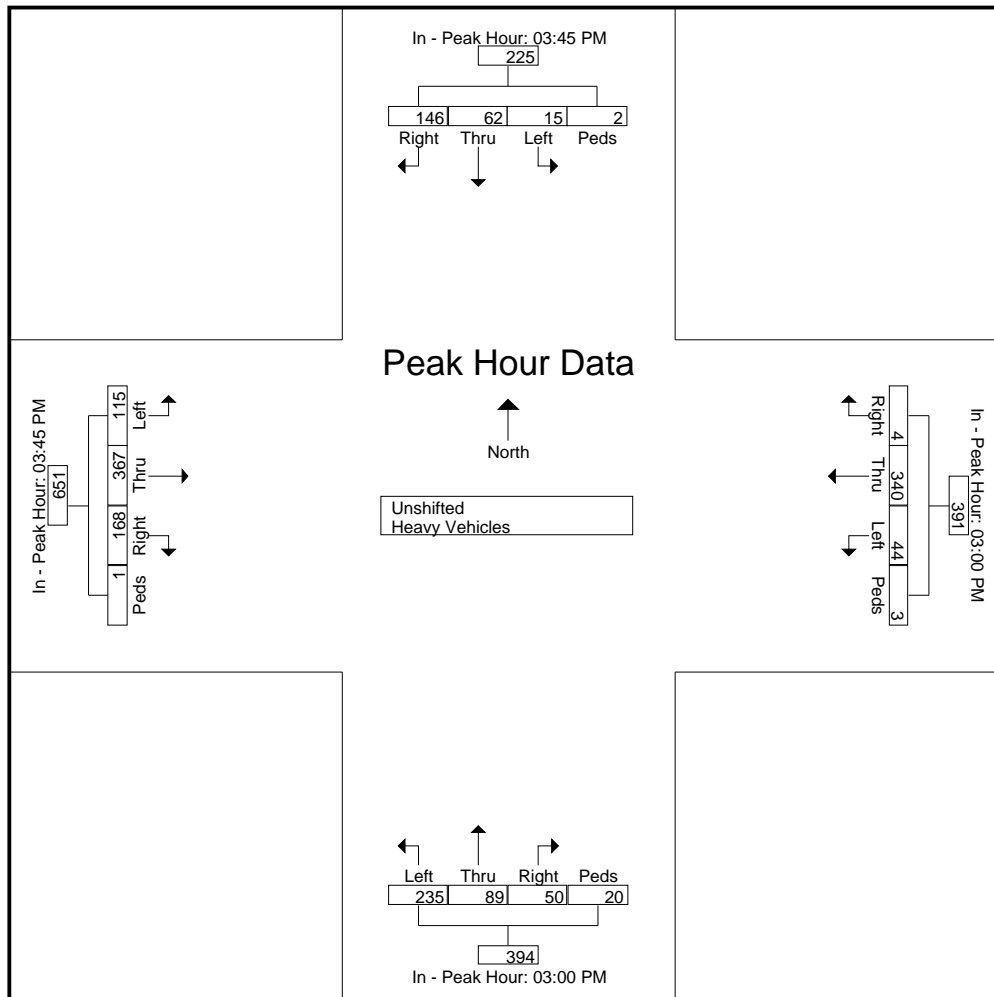 In - Peak Hour: 03:45 PM
225
146 62 15 2
Right Thru Left Peds
Peak Hour Data
North
Unshifted
Heavy Vehicles
In - Peak Hour: 03:45 PM
651
115 367 168 1
Left Thru Right Peds
Right Thru Left Peds
4 340 44 3
391
In - Peak Hour: 03:00 PM
Left Thru Right Peds
235 89 50 20
394
In - Peak Hour: 03:00 PM